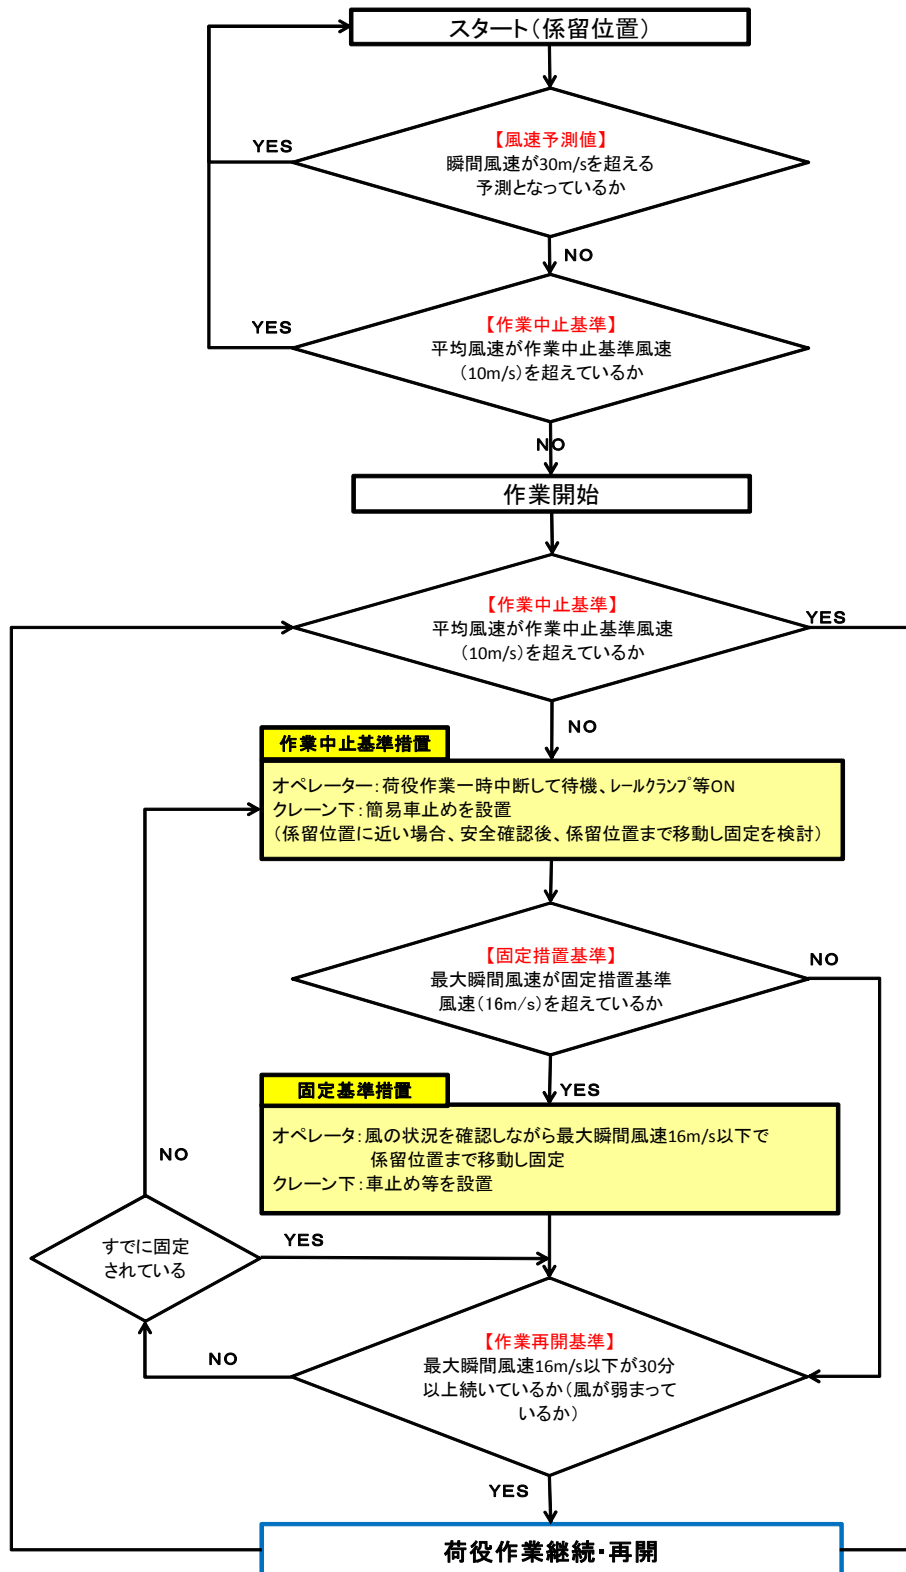 スタート（係留位置）
【風速予測値】
瞬間風速が30m/sを超える
予測となっているか
YES
NO
【作業中止基準】
平均風速が作業中止基準風速
（10m/s）を超えているか
YES
NO
作業開始
【作業中止基準】
平均風速が作業中止基準風速
（10m/s）を超えているか
YES
NO
作業中止基準措置
オペレーター：荷役作業一時中断して待機、レールクランプ等ON
クレーン下：簡易車止めを設置
（係留位置に近い場合、安全確認後、係留位置まで移動し固定を検討）
【固定措置基準】
最大瞬間風速が固定措置基準
風速（16m/s）を超えているか
NO
YES
固定基準措置
オペレータ：風の状況を確認しながら最大瞬間風速16m/s以下で
係留位置まで移動し固定
クレーン下：車止め等を設置
NO
すでに固定
されている
YES
【作業再開基準】
最大瞬間風速16m/s以下が30分
以上続いているか（風が弱まって
いるか）
NO
YES
荷役作業継続・再開